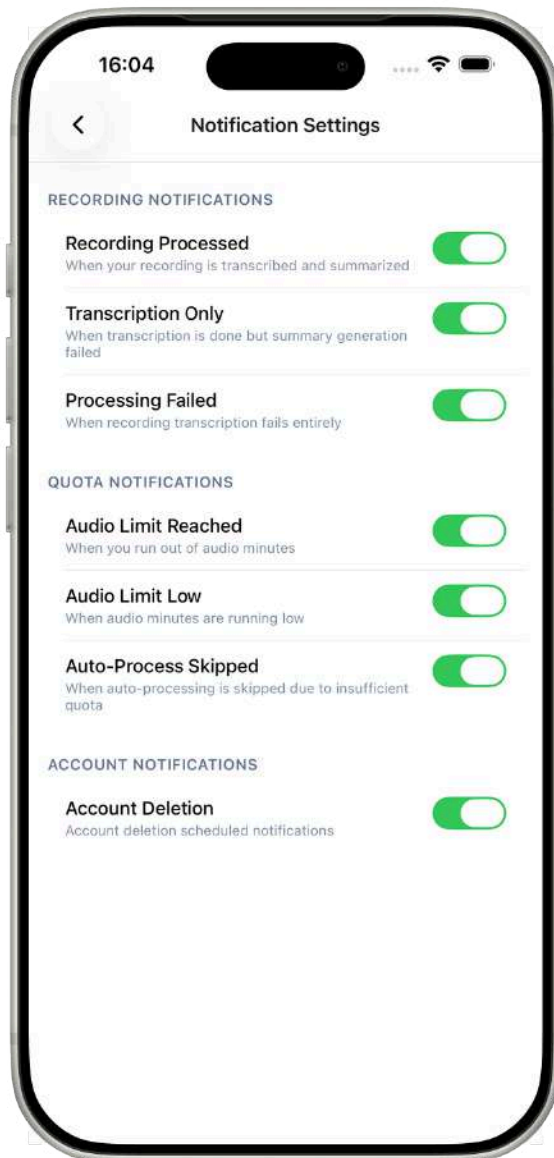 16:04
Notification Settings
RECORDING NOTIFICATIONS
Recording Processed
When your recording is transcribed and summarized
Transcription Only
When transcription is done but summary generation
failed
Processing Failed
When recording transcription fails entirely
QUOTA NOTIFICATIONS
Audio Limit Reached
When you run out of audio minutes
Audio Limit Low
When audio minutes are running low
Auto-Process Skipped
When auto-processing is skipped due to insufficient
quota
ACCOUNT NOTIFICATIONS
Account Deletion
Account deletion scheduled notifications